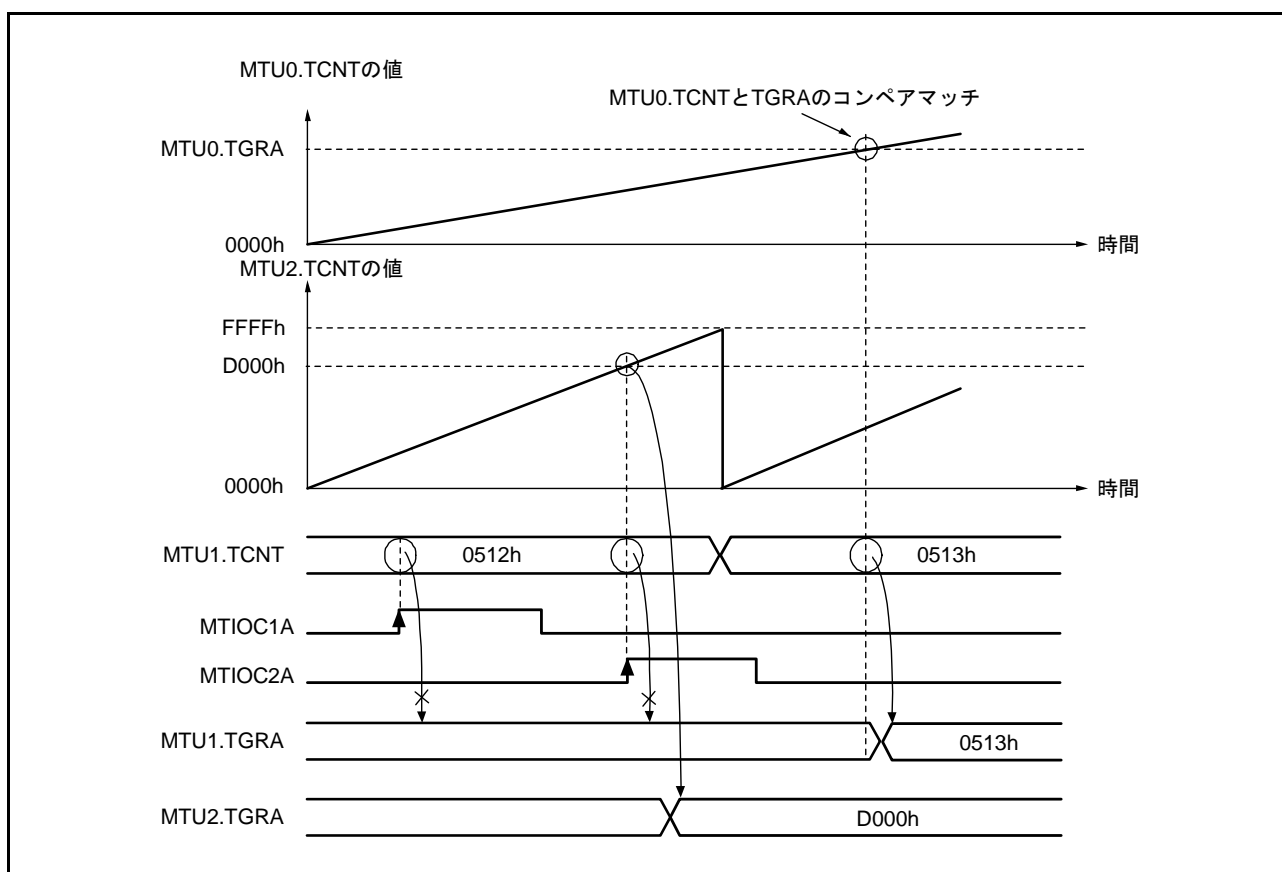 MTU0.TCNTの値
MTU0.TCNTとTGRAのコンペアマッチ
MTU0.TGRA
0000h
時間
MTU2.TCNTの値
FFFFh
D000h
0000h
時間
MTU1.TCNT
0512h
0513h
MTIOC1A
MTIOC2A
MTU1.TGRA
0513h
MTU2.TGRA
D000h